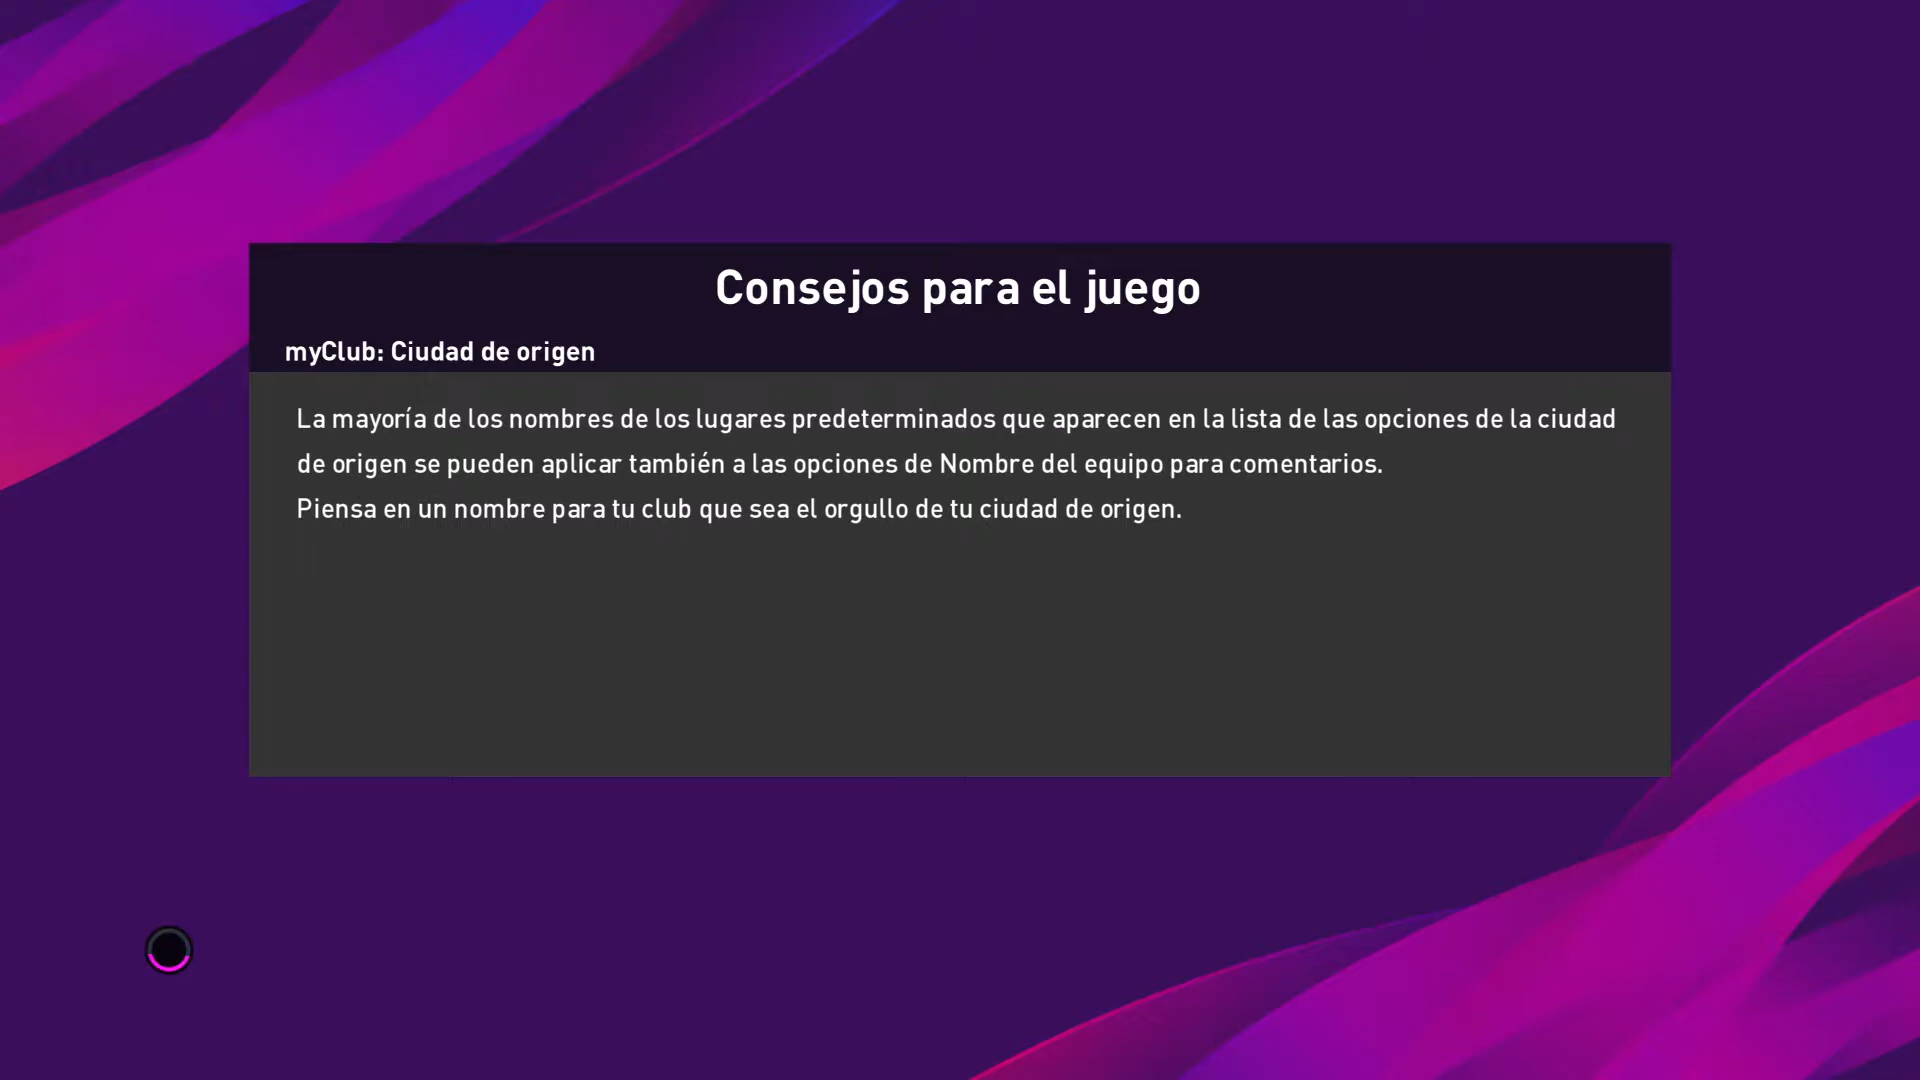 Consejos para el juego
myClub: Ciudad de origen
La mayoría de los nombres de los lugares predeterminados que aparecen en la lista de las opciones de la ciudad
de origen se pueden aplicar también a las opciones de Nombre del equipo para comentarios.
Piensa en un nombre para tu club que sea el orgullo de tu ciudad de origen.